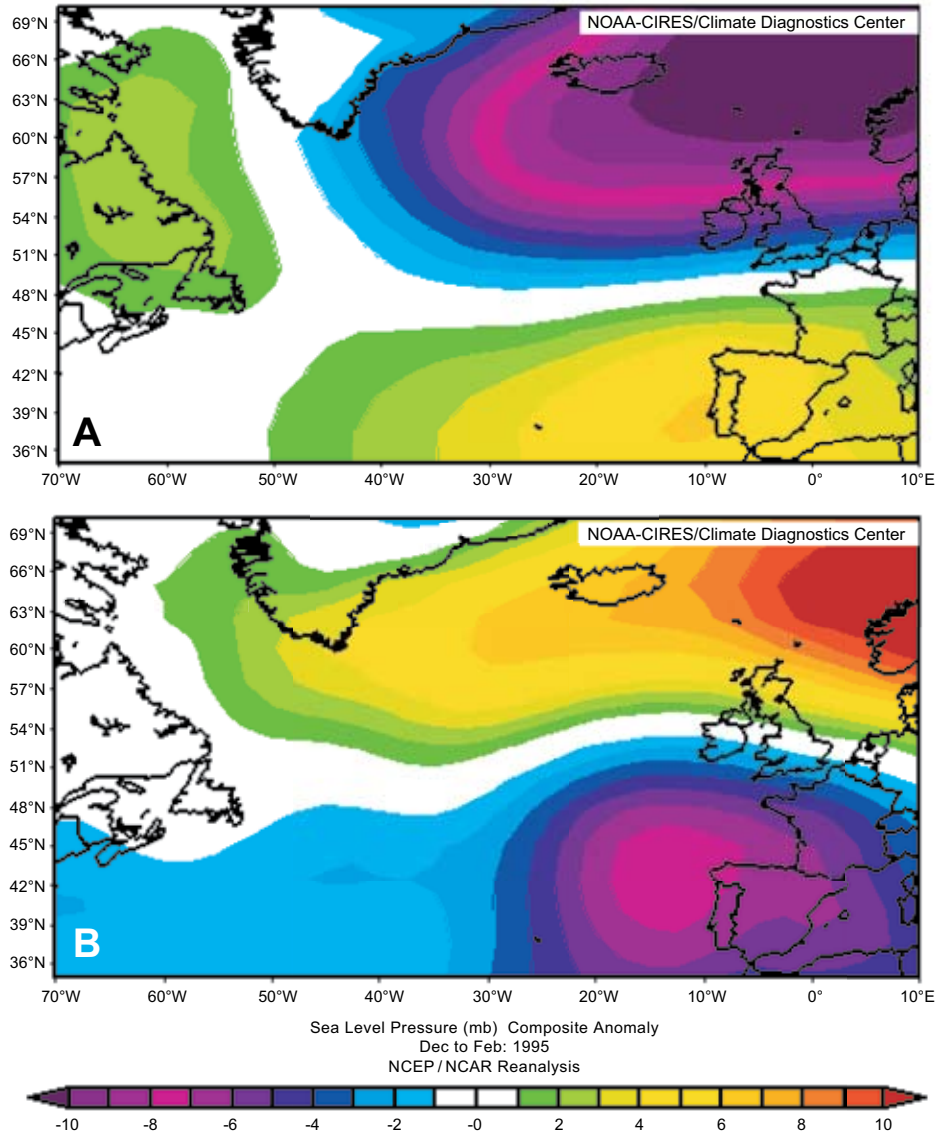 NOAA-CIRES/Climate Diagnostics Center
69°N
66°N
63°N
60°N
57°N
54°N
51°N
48°N
45°N
42°N
39°N
36°N
A
70°W 60°W 50°W 40°W 30°W 20°W 10°W 0° 10°E
NOAA-CIRES/Climate Diagnostics Center
69°N
66°N
63°N
60°N
57°N
54°N
51°N
48°N
45°N
42°N
39°N
36°N
B
70°W 60°W 50°W 40°W 30°W 20°W 10°W 0° 10°E
Sea Level Pressure (mb) Composite Anomaly
Dec to Feb: 1995
NCEP/NCAR Reanalysis
-10 -8 -6 -4 -2 -0 2 4 6 8 10